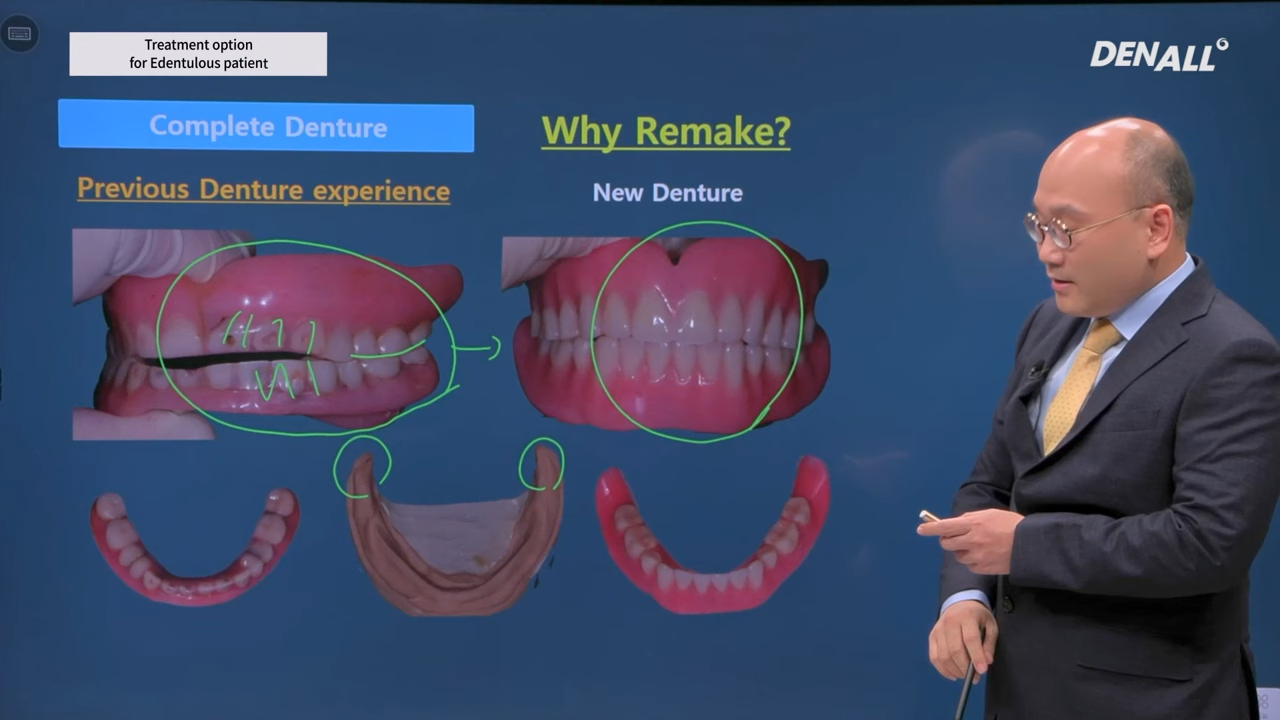 Treatment option
for Edentulous patient
DENALL
Complete Denture
Why Remake?
Previous Denture experience
New Denture